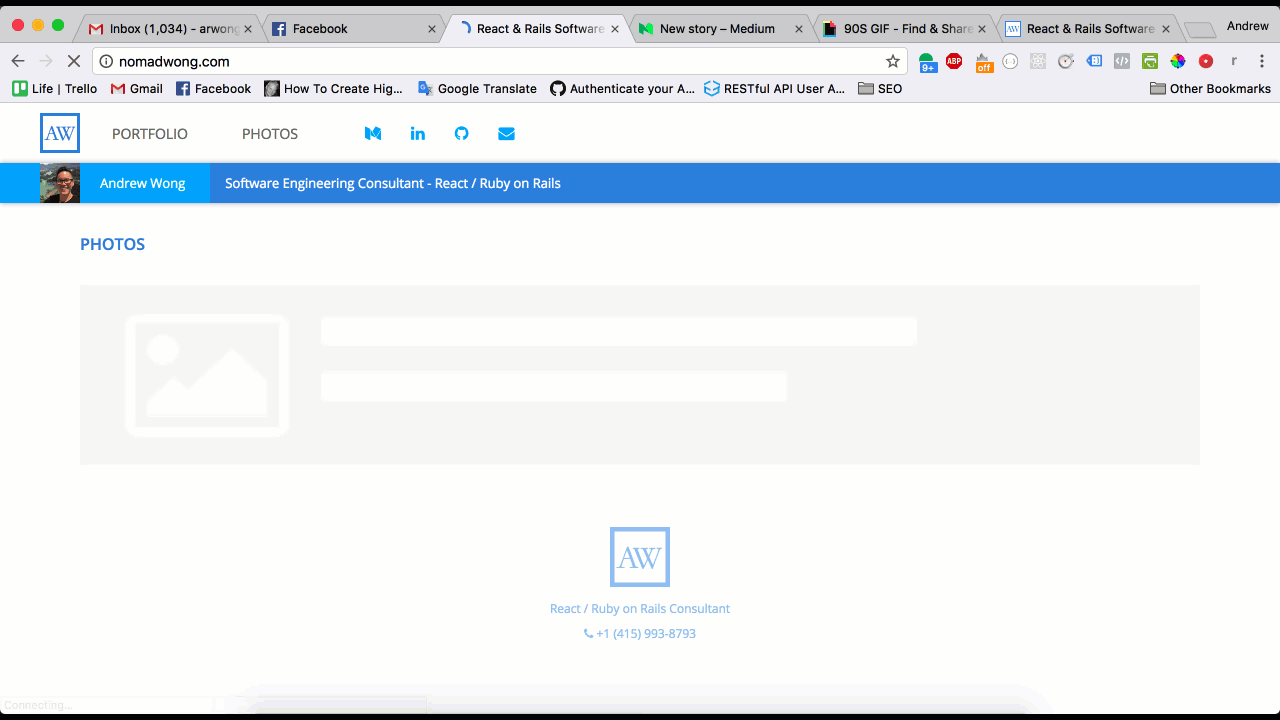 Inbox (1,034) - arwong
Facebook
React & Rails Software
New story – Medium
90S GIF - Find & Share
React & Rails Software
Andrew
nomadwong.com
9+
ABP
off
r
Life | Trello
Gmail
Facebook
How To Create Hig...
Google Translate
Authenticate your A...
RESTful API User A...
SEO
Other Bookmarks
AW
PORTFOLIO
PHOTOS
in
Andrew Wong
Software Engineering Consultant - React / Ruby on Rails
PHOTOS
AW
React / Ruby on Rails Consultant
+1 (415) 993-8793
Connecting...